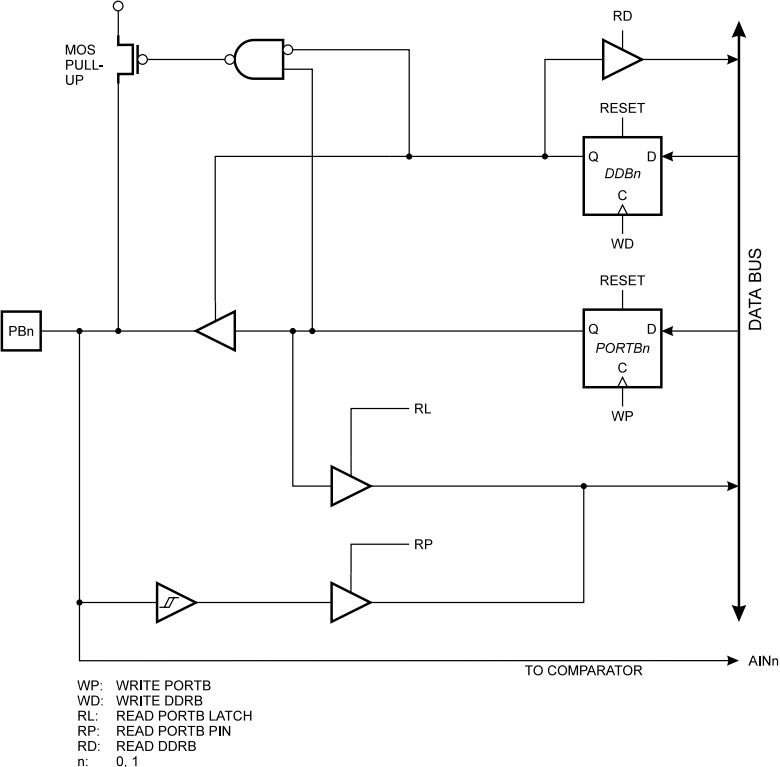 RD
MOS
PULL-
UP
RESET
Q D
DDBn
C
WD
DATA BUS
RESET
PBn
Q D
PORTBn
C
WP
RL
RP
TO COMPARATOR
AINn
WP: WRITE PORTB
WD: WRITE DDRB
RL: READ PORTB LATCH
RP: READ PORTB PIN
RD: READ DDRB
n: 0, 1